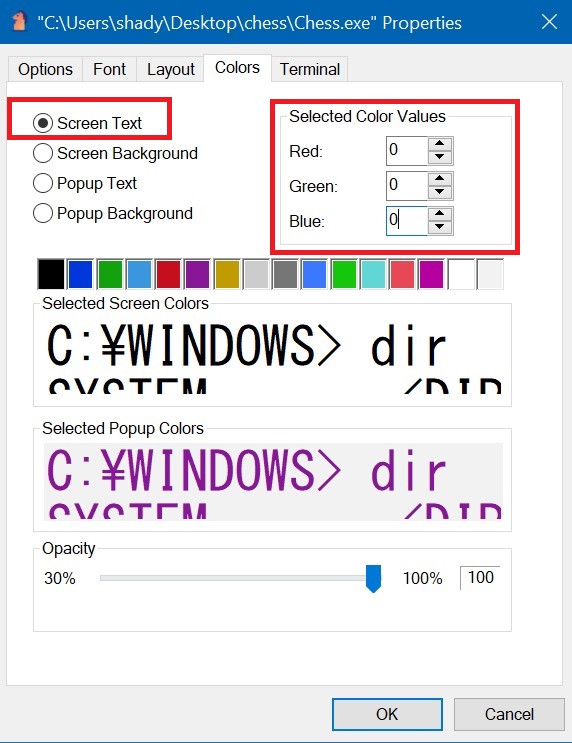 "C:\Users\shady\Desktop\chess\Chess.exe" Properties
Options Font Layout Colors Terminal
Screen Text
Screen Background
Popup Text
Popup Background
Selected Color Values
Red: 0
Green: 0
Blue: 0
Selected Screen Colors
C:¥WINDOWS> dir
SYSTEM <DIR
Selected Popup Colors
C:¥WINDOWS> dir
SYSTEM <DIR
Opacity
30% 100% 100
OK Cancel